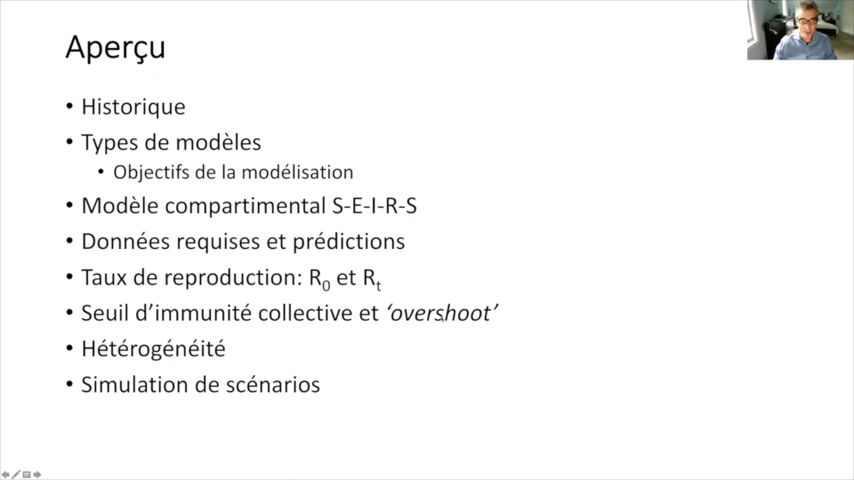 Aperçu
• Historique
• Types de modèles
• Objectifs de la modélisation
• Modèle compartimental S-E-I-R-S
• Données requises et prédictions
• Taux de reproduction: R₀ et Rₜ
• Seuil d’immunité collective et ‘overshoot’
• Hétérogénéité
• Simulation de scénarios